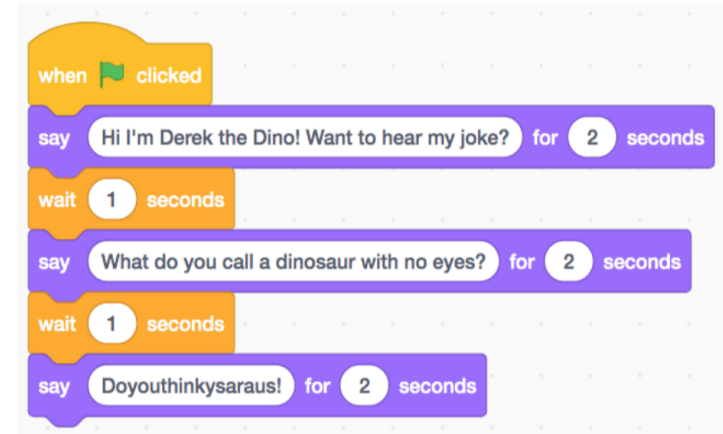 when clicked
say Hi I'm Derek the Dino! Want to hear my joke? for 2 seconds
wait 1 seconds
say What do you call a dinosaur with no eyes? for 2 seconds
wait 1 seconds
say Doyouthinkysaraus! for 2 seconds